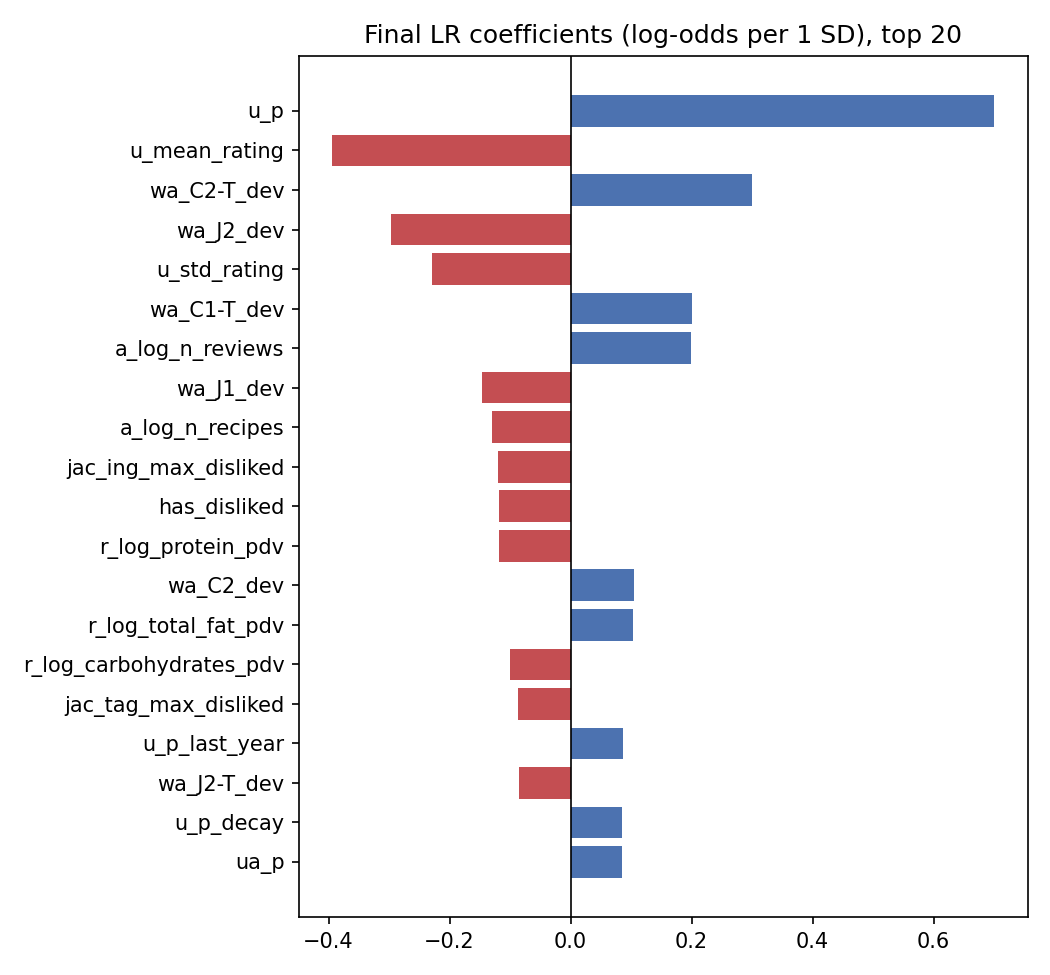 Final LR coefficients (log-odds per 1 SD), top 20
u_p
u_mean_rating
wa_C2-T_dev
wa_J2_dev
u_std_rating
wa_C1-T_dev
a_log_n_reviews
wa_J1_dev
a_log_n_recipes
jac_ing_max_disliked
has_disliked
r_log_protein_pdv
wa_C2_dev
r_log_total_fat_pdv
r_log_carbohydrates_pdv
jac_tag_max_disliked
u_p_last_year
wa_J2-T_dev
u_p_decay
ua_p
−0.4 −0.2 0.0 0.2 0.4 0.6